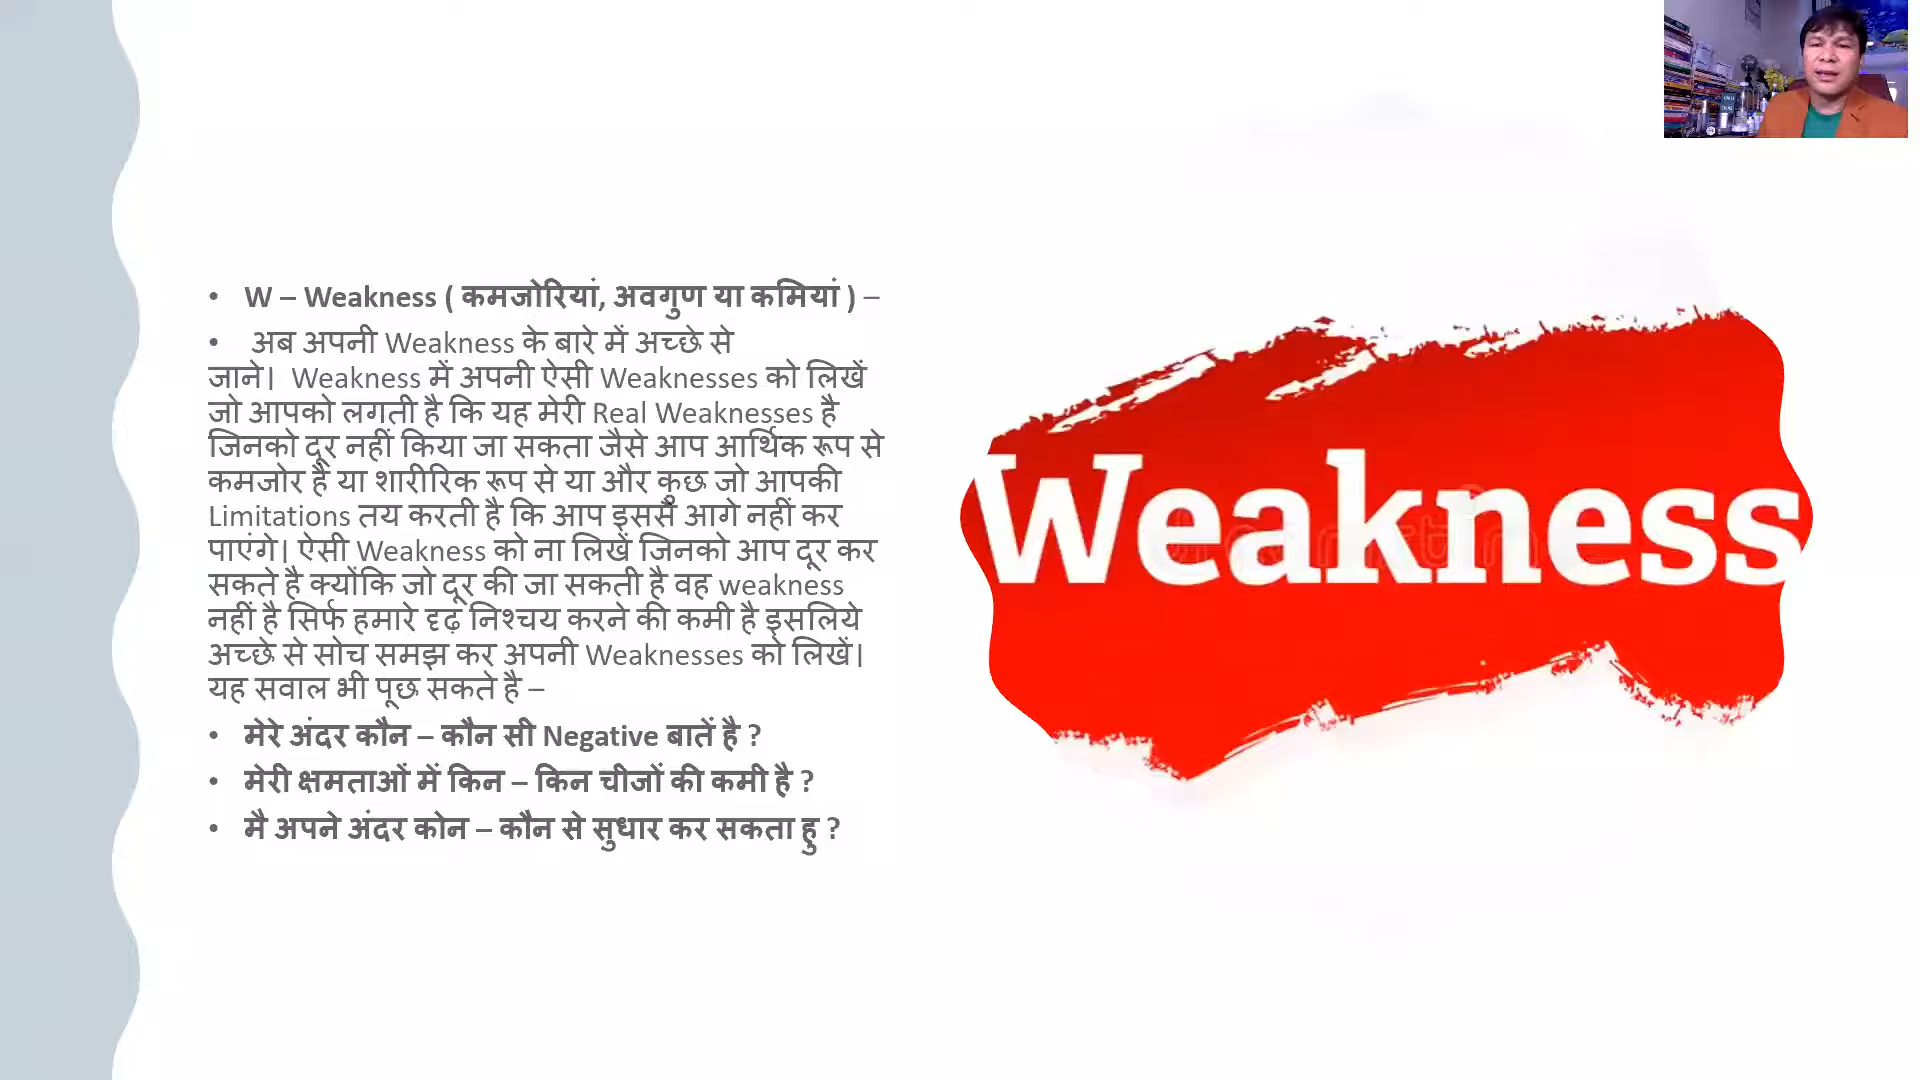 • W – Weakness ( कमजोरियां, अवगुण या कमियां ) –
• अब अपनी Weakness के बारे में अच्छे से
जाने। Weakness में अपनी ऐसी Weaknesses को लिखें
जो आपको लगती है कि यह मेरी Real Weaknesses है
जिनको दूर नहीं किया जा सकता जैसे आप आर्थिक रूप से
कमजोर है या शारीरिक रूप से या और कुछ जो आपकी
Limitations तय करती है कि आप इससे आगे नहीं कर
पाएंगे। ऐसी Weakness को ना लिखें जिनको आप दूर कर
सकते है क्योंकि जो दूर की जा सकती है वह weakness
नहीं है सिर्फ हमारे दृढ़ निश्चय करने की कमी है इसलिये
अच्छे से सोच समझ कर अपनी Weaknesses को लिखें।
यह सवाल भी पूछ सकते है –
• मेरे अंदर कौन – कौन सी Negative बातें है ?
• मेरी क्षमताओं में किन – किन चीजों की कमी है ?
• मै अपने अंदर कोन – कौन से सुधार कर सकता हु ?
Weakness